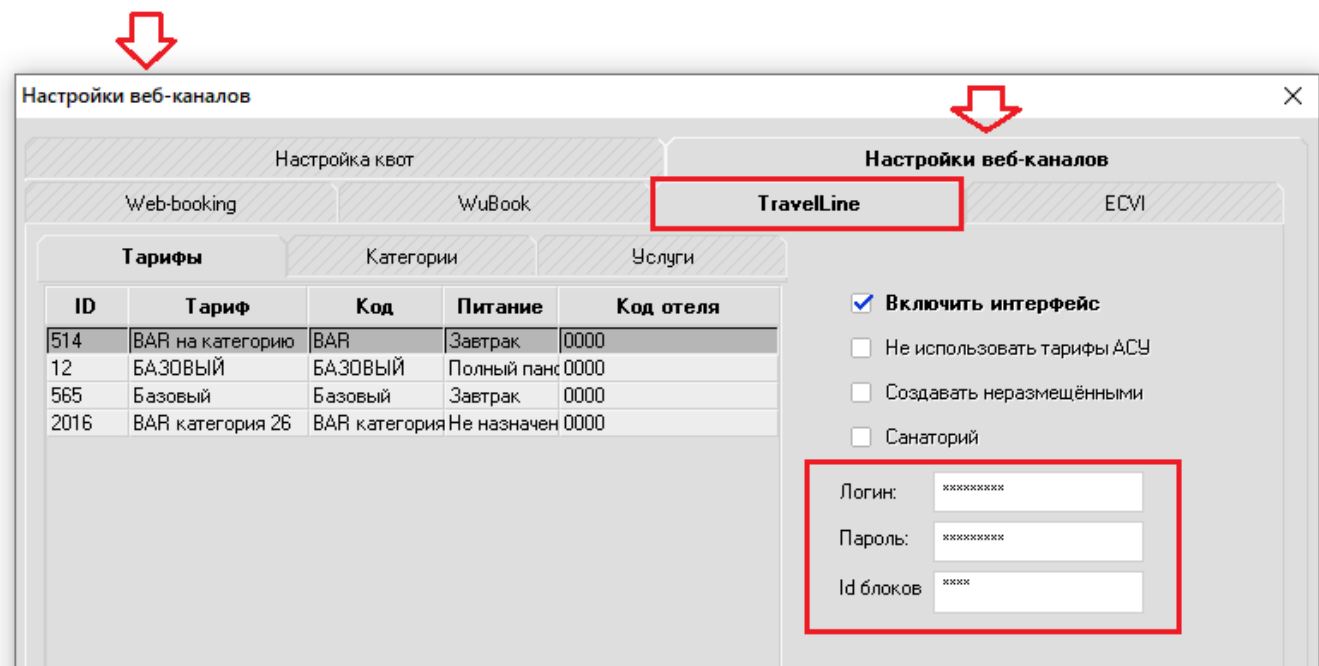 Настройки веб-каналов
Настройка квот Настройки веб-каналов
Web-booking WuBook TravelLine ECVI
Тарифы Категории Услуги
ID Тариф Код Питание Код отеля
514 BAR на категорию BAR Завтрак 0000
12 БАЗОВЫЙ БАЗОВЫЙ Полный панс 0000
565 Базовый Базовый Завтрак 0000
2016 BAR категория 26 BAR категория Не назначен 0000
Включить интерфейс
Не использовать тарифы АСУ
Создавать неразмещёнными
Санаторий
Логин: *********
Пароль: *********
Id блоков ****